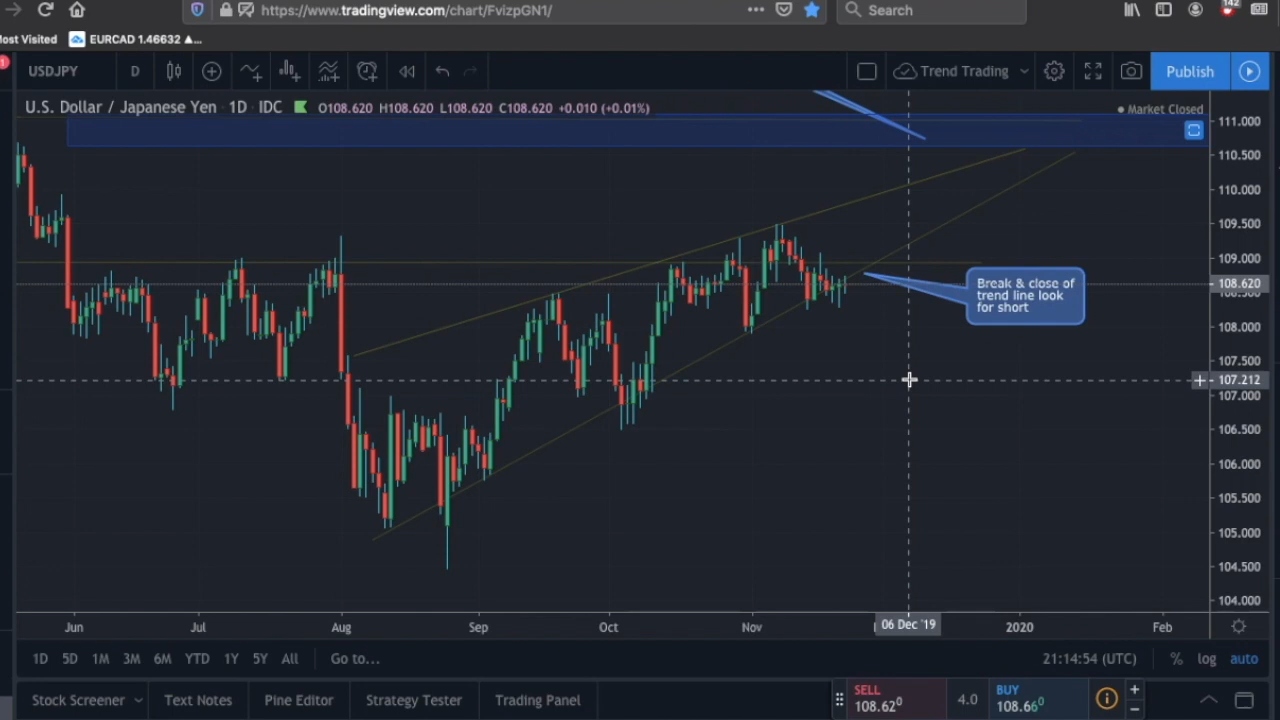 https://www.tradingview.com/chart/FvizpGN1/
Search
142
ost Visited
EURCAD 1.46632 ▲...
USDJPY
D
Trend Trading
Publish
U.S. Dollar / Japanese Yen 1D IDC O108.620 H108.620 L108.620 C108.620 +0.010 (+0.01%)
Market Closed
111.000
110.500
110.000
109.500
109.000
108.620
108.500
108.000
107.500
107.212
107.000
106.500
106.000
105.500
105.000
104.500
104.000
Break & close of
trend line look
for short
Jun Jul Aug Sep Oct Nov 06 Dec '19 2020 Feb
1D 5D 1M 3M 6M YTD 1Y 5Y All Go to... 21:14:54 (UTC) % log auto
Stock Screener Text Notes Pine Editor Strategy Tester Trading Panel
SELL
108.620
4.0
BUY
108.660